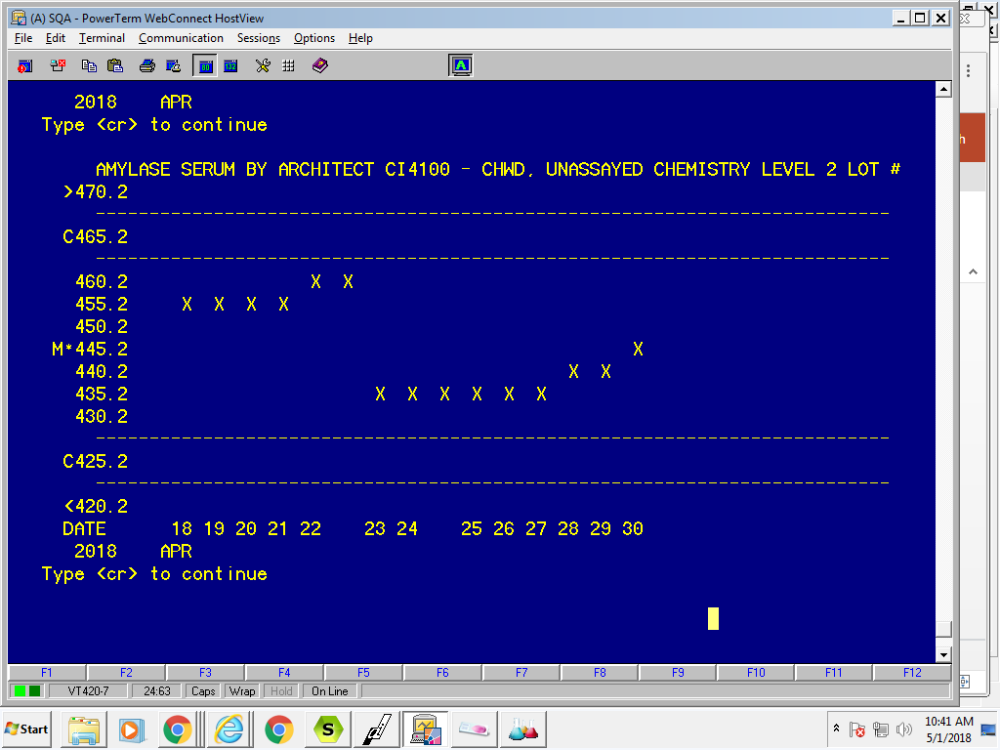 (A) SQA - PowerTerm WebConnect HostView
File Edit Terminal Communication Sessions Options Help
80 132 A
2018 APR
Type <cr> to continue
h
AMYLASE SERUM BY ARCHITECT CI4100 - CHWD, UNASSAYED CHEMISTRY LEVEL 2 LOT #
>470.2
--------------------------------------------------------------------------
C465.2
--------------------------------------------------------------------------
460.2 X X
455.2 X X X X
450.2
M*445.2 X
440.2 X X
435.2 X X X X X X
430.2
--------------------------------------------------------------------------
C425.2
--------------------------------------------------------------------------
<420.2
DATE 18 19 20 21 22 23 24 25 26 27 28 29 30
2018 APR
Type <cr> to continue
F1 F2 F3 F4 F5 F6 F7 F8 F9 F10 F11 F12
VT420-7 24:63 Caps Wrap Hold On Line
Start S 10:41 AM
5/1/2018